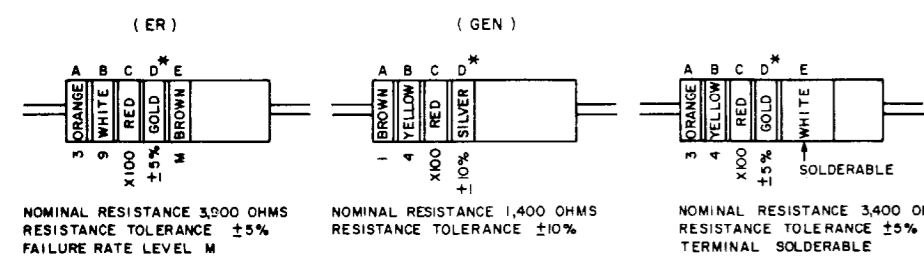 ( ER )
( GEN )
A B C D* E
ORANGE WHITE RED GOLD BROWN
3 9 X100 ±5% M
NOMINAL RESISTANCE 3,900 OHMS
RESISTANCE TOLERANCE ±5%
FAILURE RATE LEVEL M
A B C D*
BROWN YELLOW RED SILVER
1 4 X100 ±10%
NOMINAL RESISTANCE 1,400 OHMS
RESISTANCE TOLERANCE ±10%
A B C D* E
ORANGE YELLOW RED GOLD WHITE
3 4 X100 ±5%
SOLDERABLE
NOMINAL RESISTANCE 3,400
RESISTANCE TOLERANCE ±5%
TERMINAL SOLDERABLE